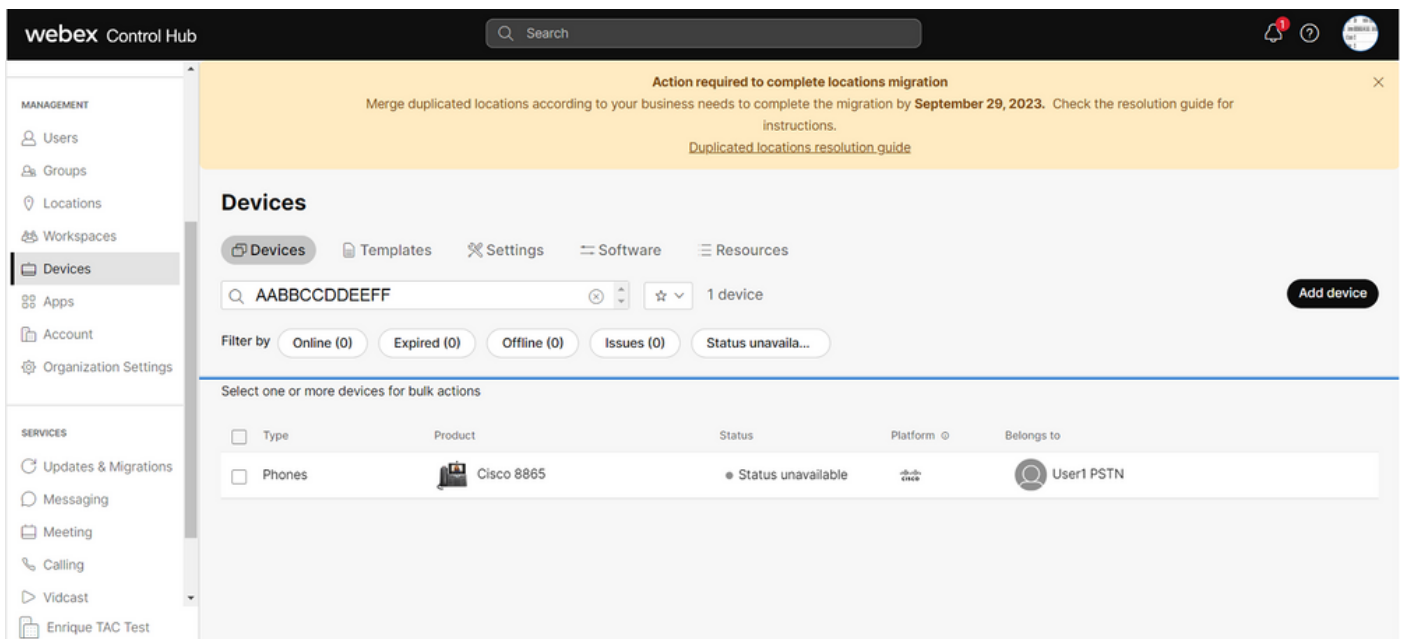 webex Control Hub
Search
1
MANAGEMENT
Users
Groups
Locations
Workspaces
Devices
Apps
Account
Organization Settings
SERVICES
Updates & Migrations
Messaging
Meeting
Calling
Vidcast
Enrique TAC Test
Action required to complete locations migration
Merge duplicated locations according to your business needs to complete the migration by September 29, 2023. Check the resolution guide for
instructions.
Duplicated locations resolution guide
Devices
Devices Templates Settings Software Resources
AABBCCDDEEFF 1 device Add device
Filter by Online (0) Expired (0) Offline (0) Issues (0) Status unavaila...
Select one or more devices for bulk actions
Type Product Status Platform Belongs to
Phones Cisco 8865 Status unavailable cisco User1 PSTN